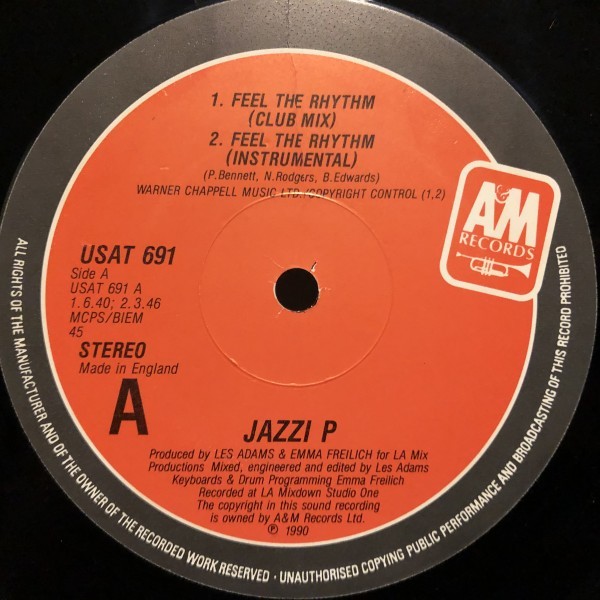 1. FEEL THE RHYTHM
(CLUB MIX)
2. FEEL THE RHYTHM
(INSTRUMENTAL)
(P.Bennett, N.Rodgers, B.Edwards)
WARNER CHAPPELL MUSIC LTD./COPYRIGHT CONTROL (1,2)
A&M
RECORDS
USAT 691
Side A
USAT 691 A
1.6.40; 2.3.46
MCPS/BIEM
45
STEREO
Made in England
A
JAZZI P
Produced by LES ADAMS & EMMA FREILICH for LA Mix
Productions Mixed, engineered and edited by Les Adams
Keyboards & Drum Programming Emma Freilich
Recorded at LA Mixdown Studio One
The copyright in this sound recording
is owned by A&M Records Ltd.
℗ 1990
ALL RIGHTS OF THE MANUFACTURER AND OF THE OWNER OF THE RECORDED WORK RESERVED · UNAUTHORISED COPYING PUBLIC PERFORMANCE AND BROADCASTING OF THIS RECORD PROHIBITED